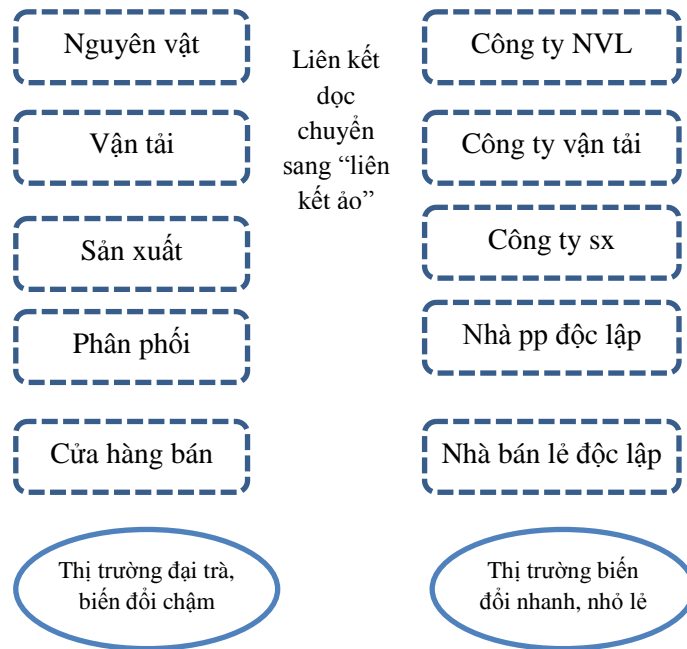 Nguyên vật
Vận tải
Sản xuất
Phân phối
Cửa hàng bán
Thị trường đại trà,
biến đổi chậm
Liên kết
dọc
chuyển
sang “liên
kết ảo”
Công ty NVL
Công ty vận tải
Công ty sx
Nhà pp độc lập
Nhà bán lẻ độc lập
Thị trường biến
đổi nhanh, nhỏ lẻ